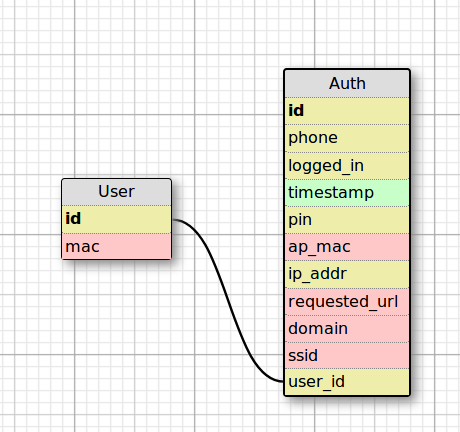 User
id
mac
Auth
id
phone
logged_in
timestamp
pin
ap_mac
ip_addr
requested_url
domain
ssid
user_id